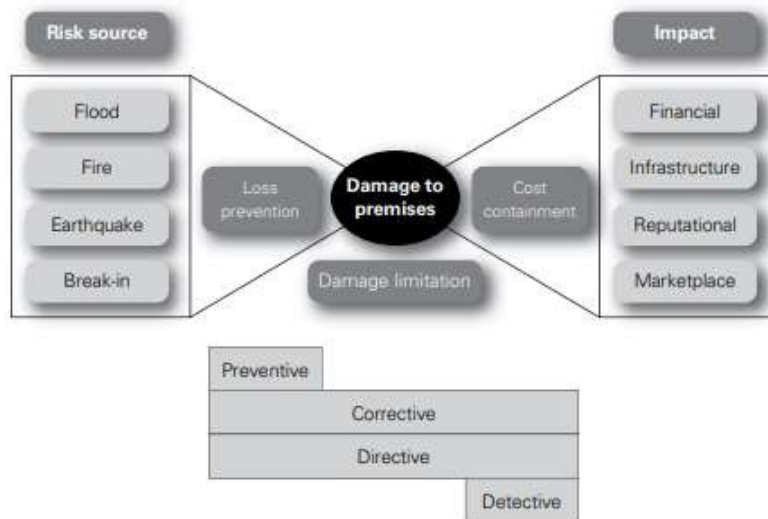 Risk source
Impact
Flood
Fire
Earthquake
Break-in
Loss
prevention
Damage to
premises
Cost
containment
Damage limitation
Financial
Infrastructure
Reputational
Marketplace
Preventive
Corrective
Directive
Detective